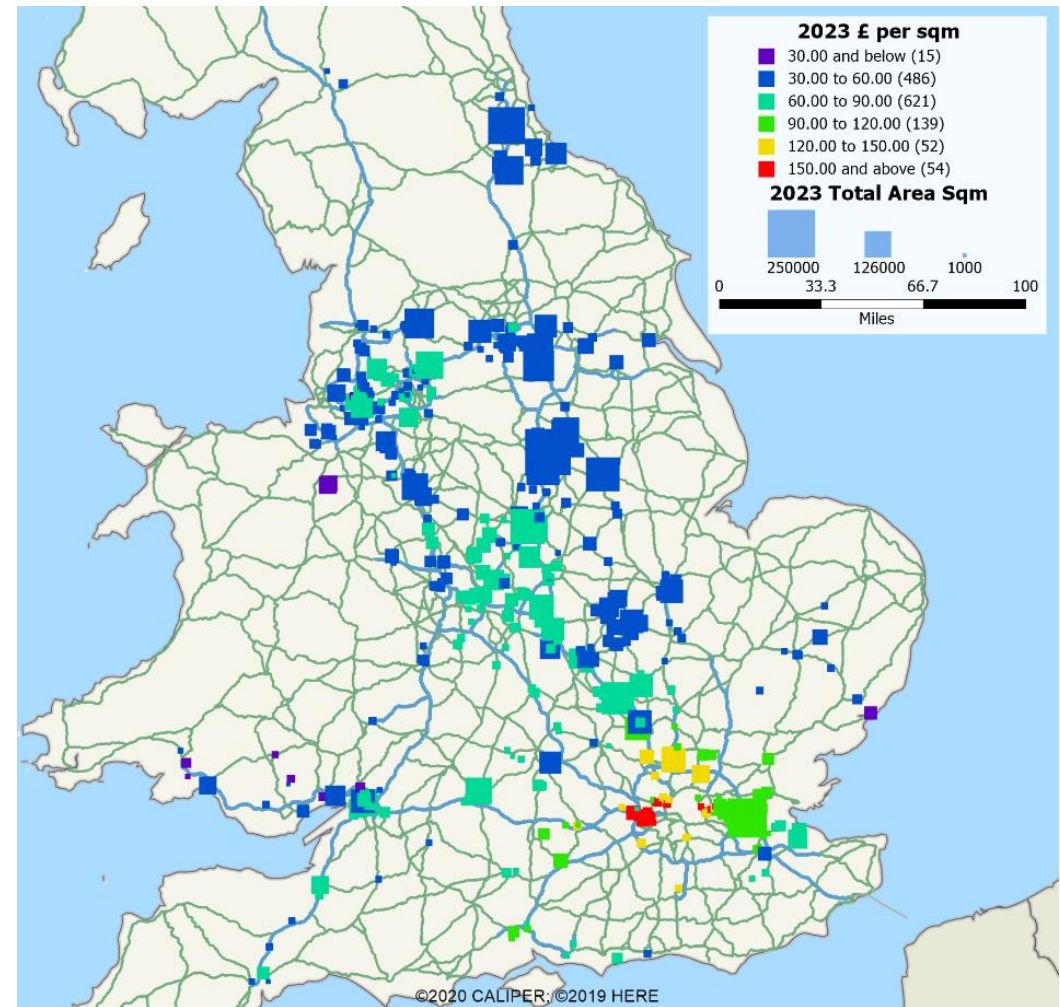 2023 £ per sqm
30.00 and below (15)
30.00 to 60.00 (486)
60.00 to 90.00 (621)
90.00 to 120.00 (139)
120.00 to 150.00 (52)
150.00 and above (54)
2023 Total Area Sqm
250000 126000 1000
0 33.3 66.7 100
Miles
©2020 CALIPER; ©2019 HERE